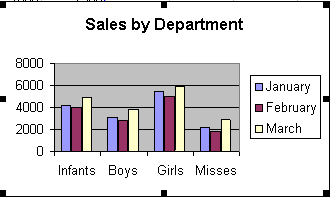 Sales by Department
8000
6000
4000
2000
0
Infants Boys Girls Misses
January
February
March